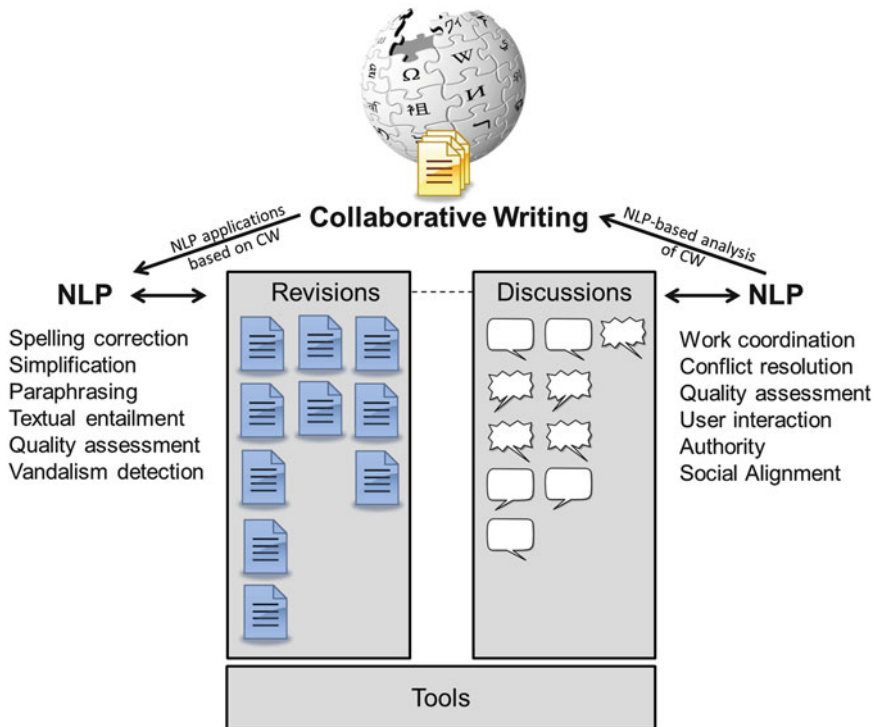 Ω
W
祖
И
Collaborative Writing
NLP applications
based on CW
NLP-based analysis
of CW
NLP
Revisions
Discussions
NLP
Spelling correction
Simplification
Paraphrasing
Textual entailment
Quality assessment
Vandalism detection
Work coordination
Conflict resolution
Quality assessment
User interaction
Authority
Social Alignment
Tools